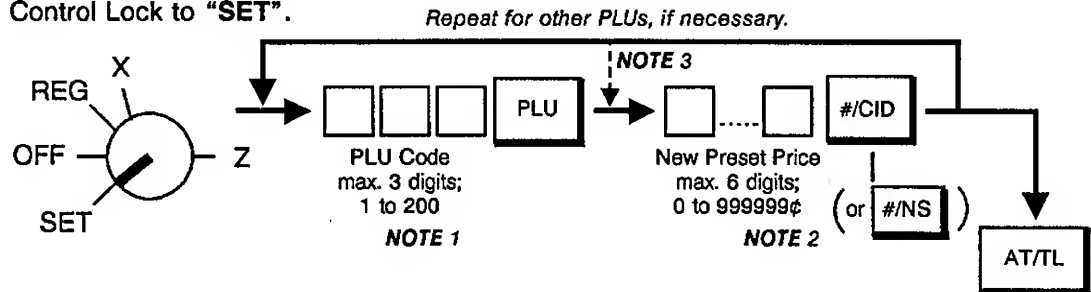 Control Lock to "SET".
Repeat for other PLUs, if necessary.
NOTE 3
X
REG
OFF
Z
SET
PLU
#/CID
PLU Code
max. 3 digits;
1 to 200
NOTE 1
New Preset Price
max. 6 digits;
0 to 999999¢
NOTE 2
(or #/NS)
AT/TL